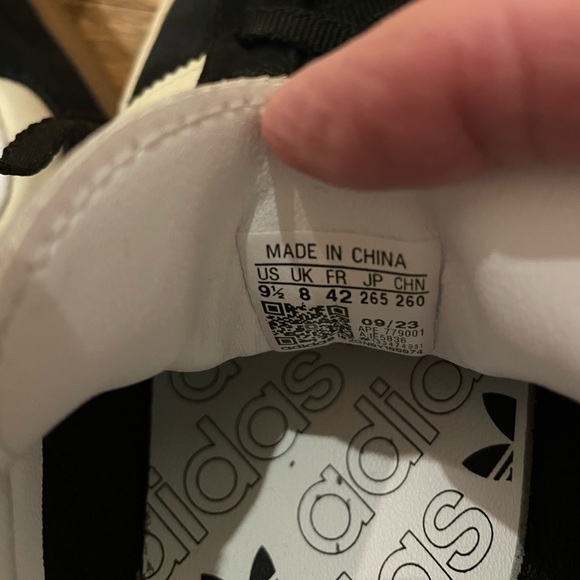 MADE IN CHINA
US UK FR JP CHN
9½ 8 42 265 260
09/23
APE 779001
adidas
adidas